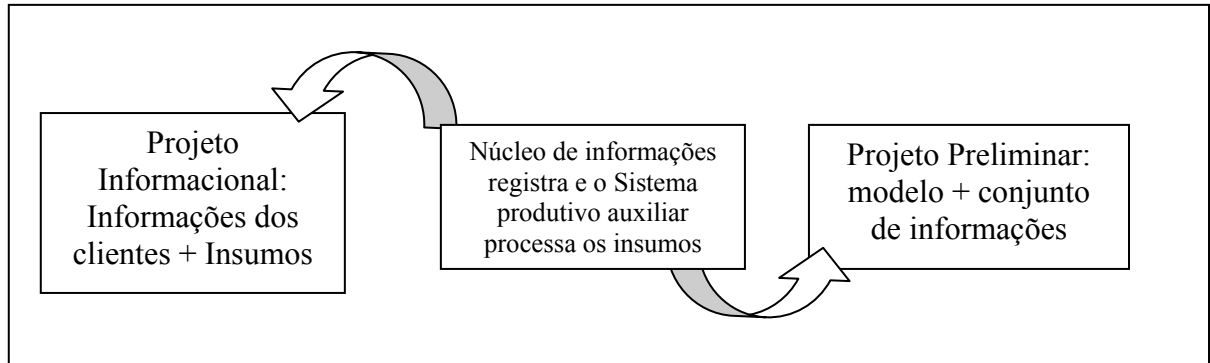 Projeto
Informacional:
Informações dos
clientes + Insumos
Núcleo de informações
registra e o Sistema
produtivo auxiliar
processa os insumos
Projeto Preliminar:
modelo + conjunto
de informações